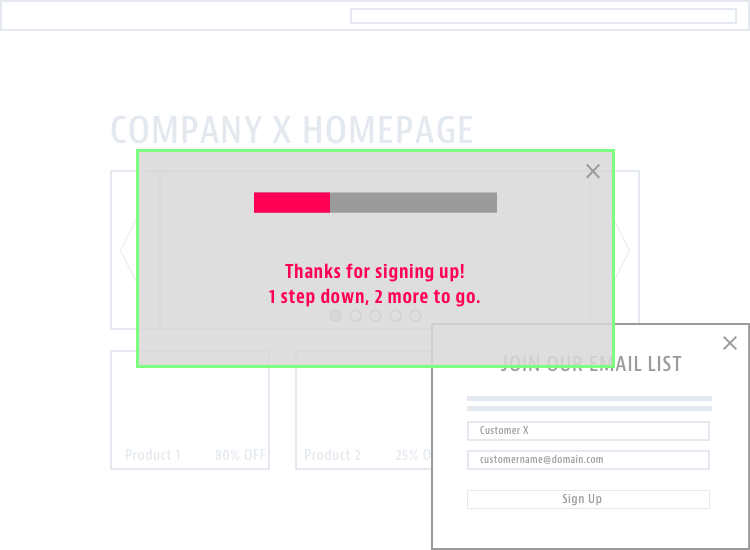 COMPANY X HOMEPAGE
Thanks for signing up!
1 step down, 2 more to go.
JOIN OUR EMAIL LIST
Customer X
Product 1 80% OFF Product 2 25% O
customername@domain.com
Sign Up